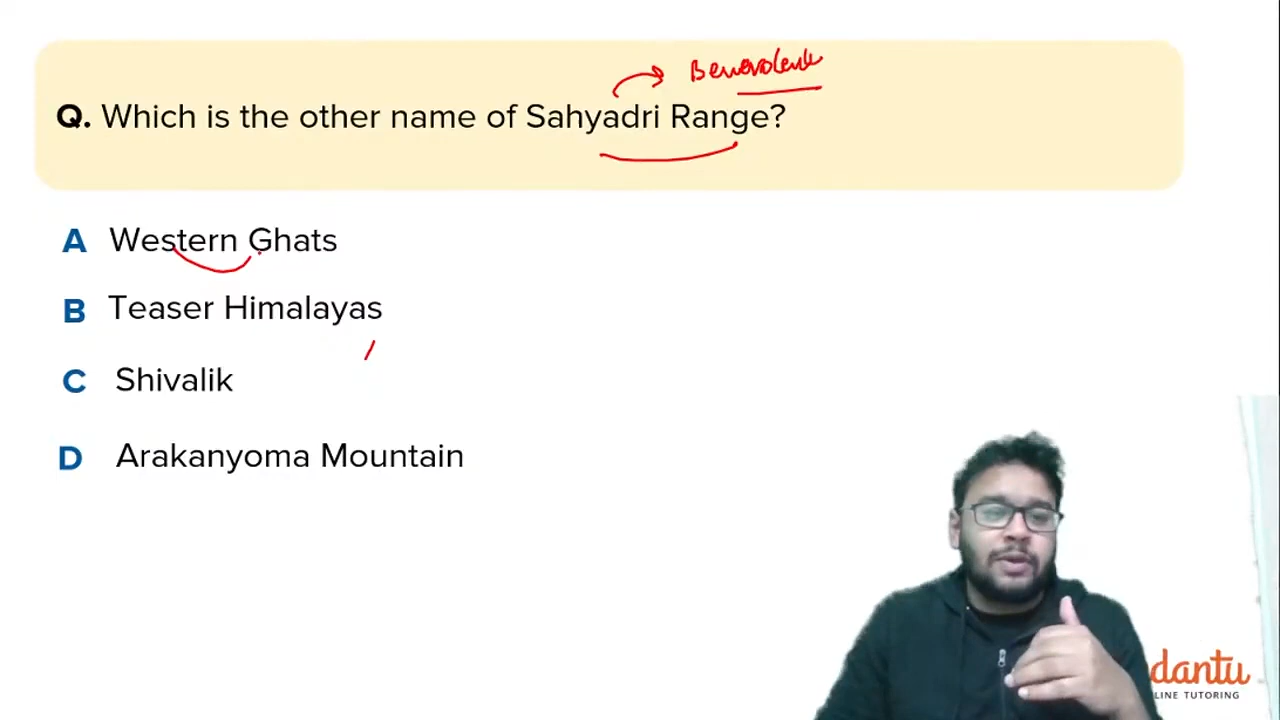 Benevolent
Q. Which is the other name of Sahyadri Range?
A Western Ghats
B Teaser Himalayas
C Shivalik
D Arakanyoma Mountain
dantu
LINE TUTORING